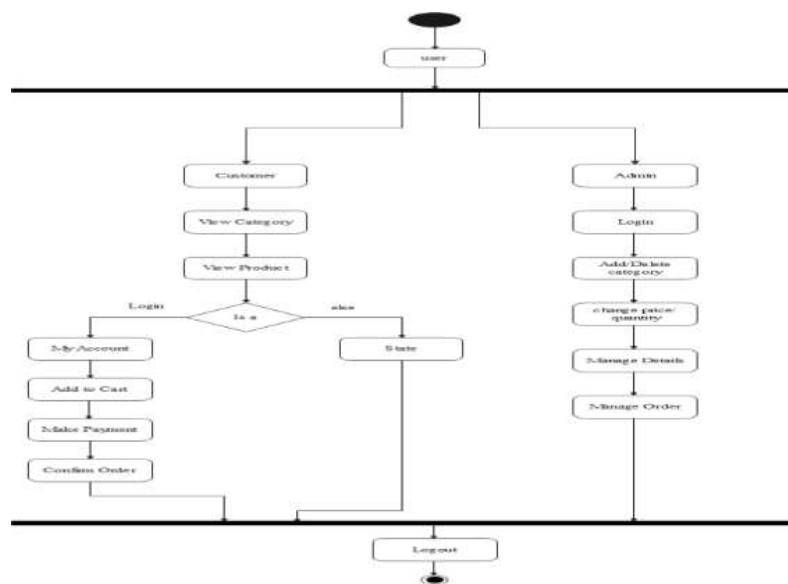 user
Customer
Admin
View Category
Login
View Product
Add/Delete
category
Login
Is a
else
change price/
quantity
My Account
State
Manage Details
Add to Cart
Manage Order
Make Payment
Confirm Order
Logout